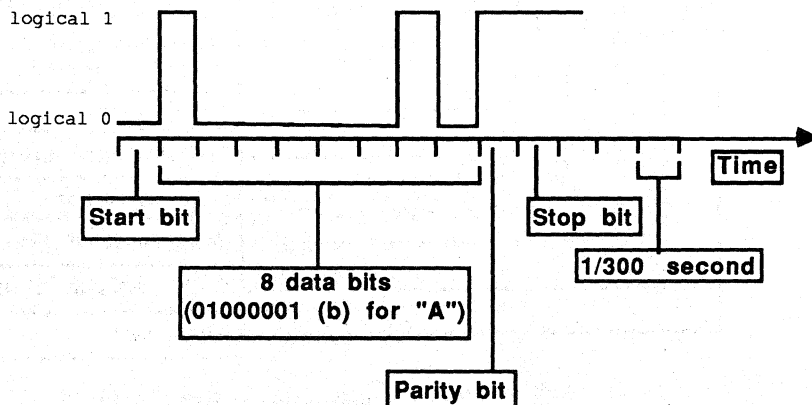 logical 1
logical 0
Time
Start bit
Stop bit
8 data bits
(01000001 (b) for "A")
1/300 second
Parity bit